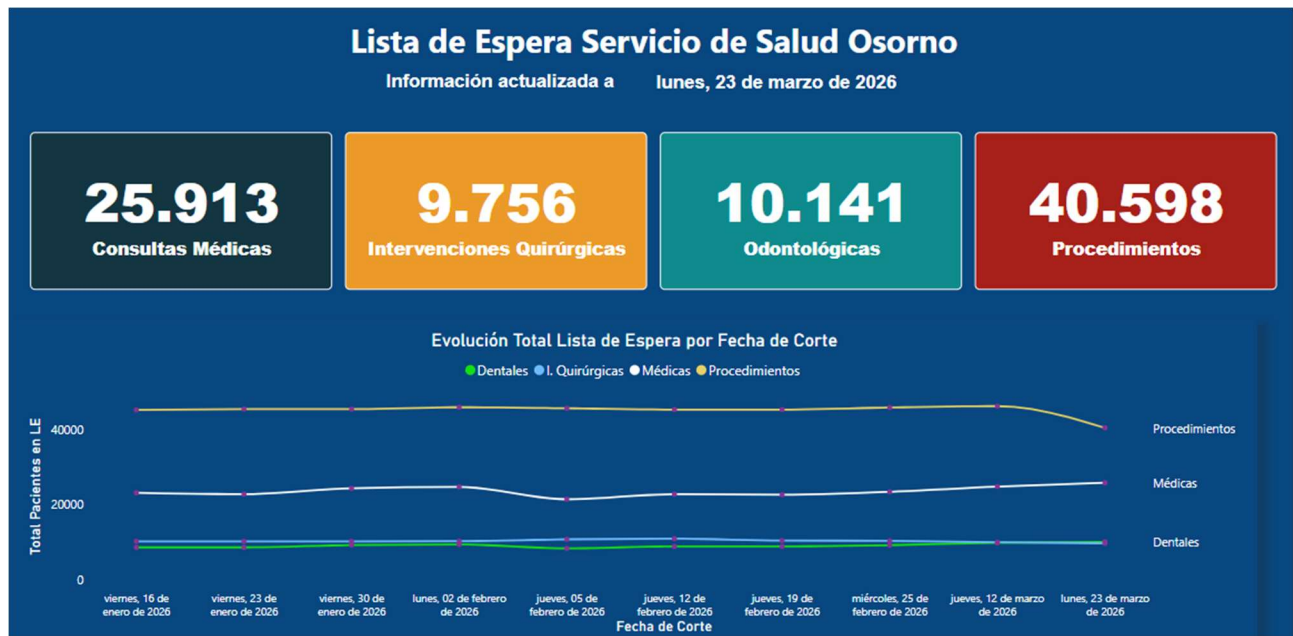 Lista de Espera Servicio de Salud Osorno
Información actualizada a lunes, 23 de marzo de 2026
25.913
Consultas Médicas
9.756
Intervenciones Quirúrgicas
10.141
Odontológicas
40.598
Procedimientos
Evolución Total Lista de Espera por Fecha de Corte
Dentales I. Quirúrgicas Médicas Procedimientos
Total Pacientes en LE
40000
20000
0
Procedimientos
Médicas
Dentales
viernes, 16 de
enero de 2026
viernes, 23 de
enero de 2026
viernes, 30 de
enero de 2026
lunes, 02 de febrero
de 2026
jueves, 05 de
febrero de 2026
jueves, 12 de
febrero de 2026
jueves, 19 de
febrero de 2026
miércoles, 25 de
febrero de 2026
jueves, 12 de marzo
de 2026
lunes, 23 de marzo
de 2026
Fecha de Corte